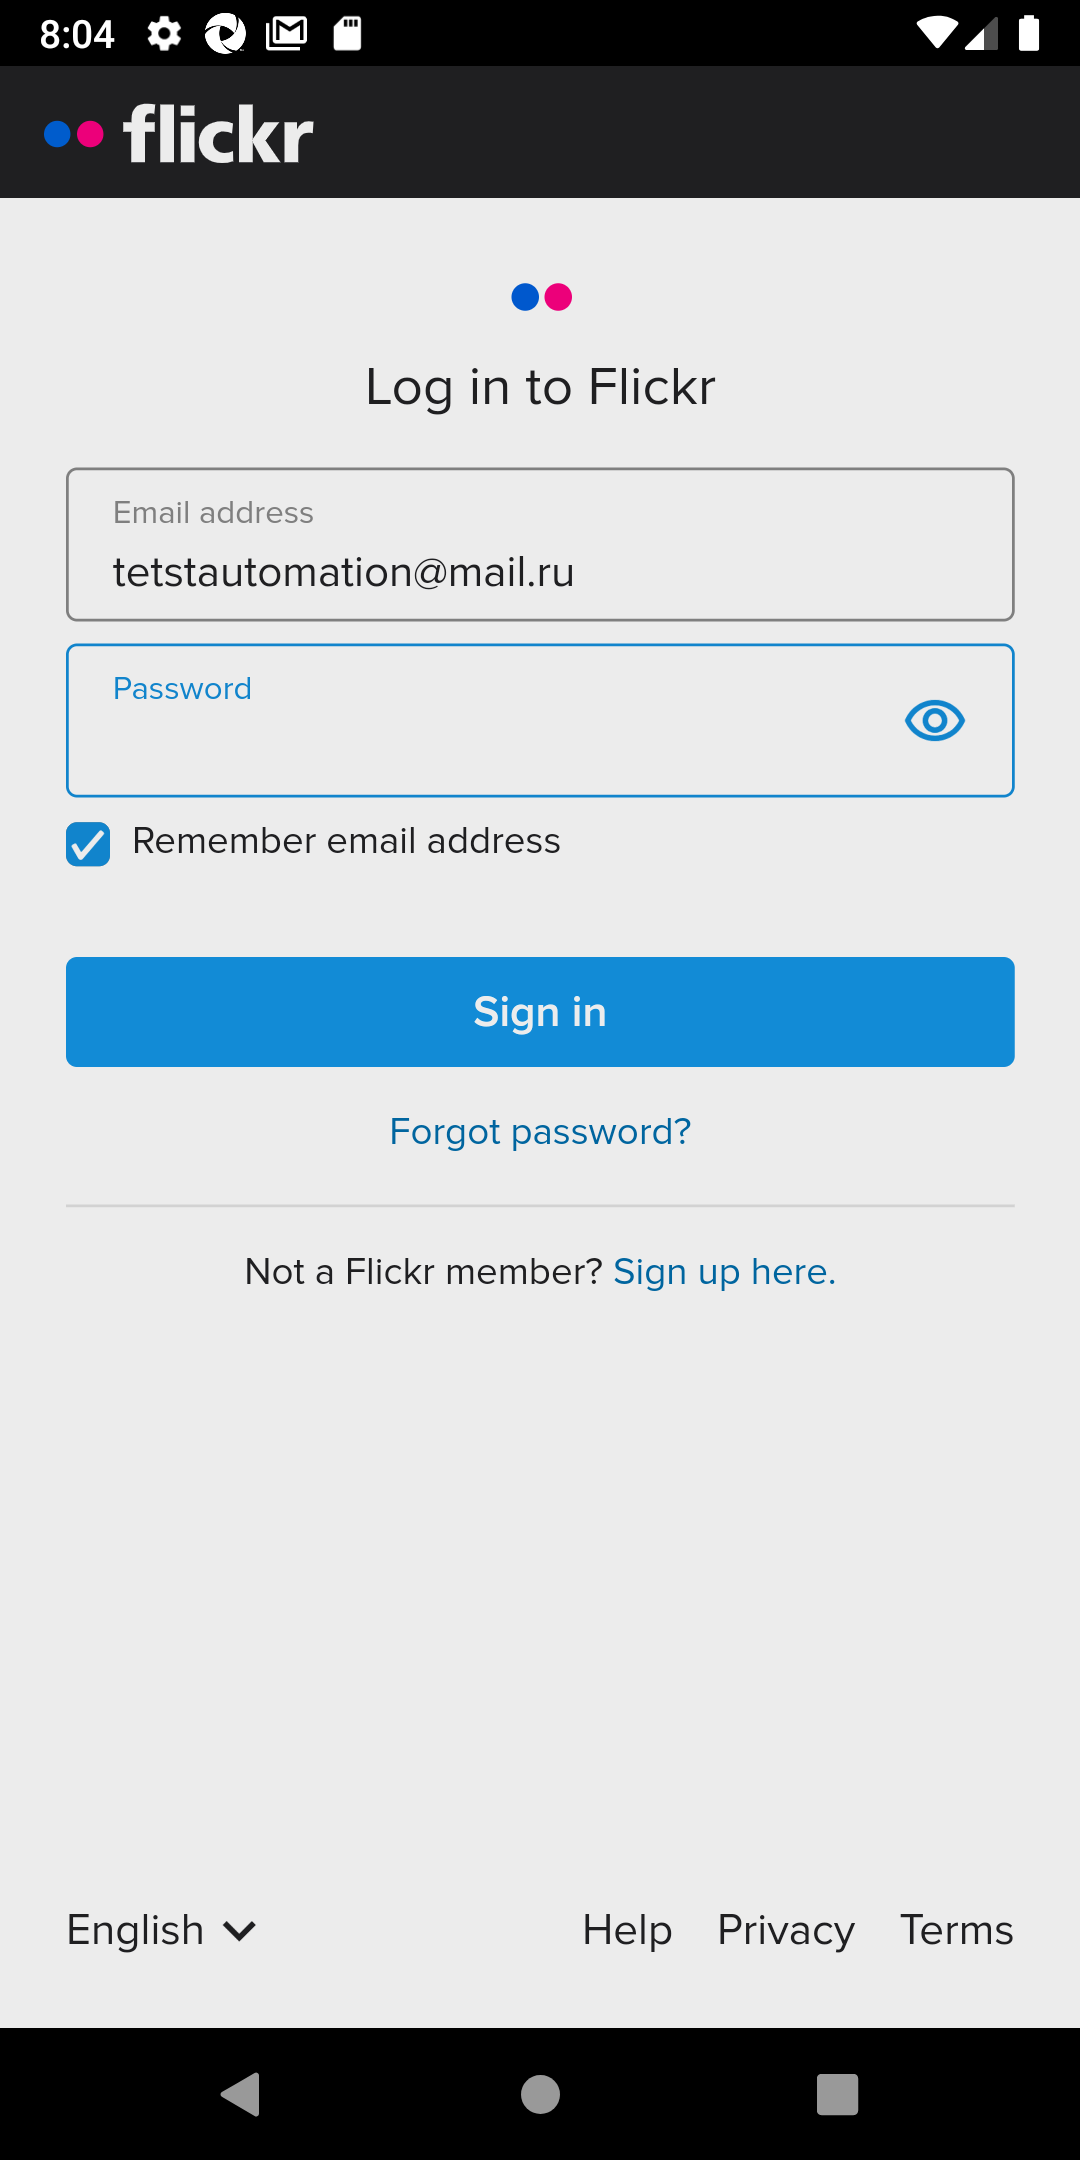 8:04
flickr
Log in to Flickr
Email address
tetstautomation@mail.ru
Password
Remember email address
Sign in
Forgot password?
Not a Flickr member? Sign up here.
English Help Privacy Terms